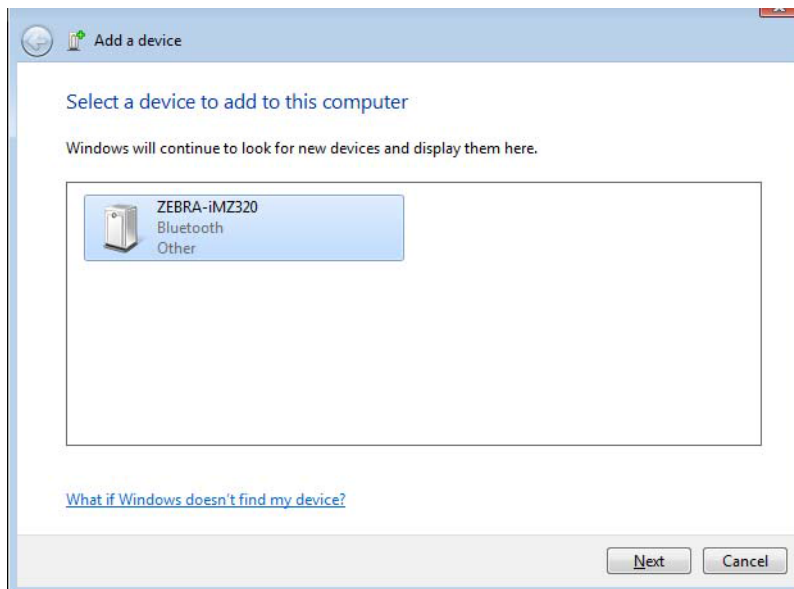 Add a device
Select a device to add to this computer
Windows will continue to look for new devices and display them here.
ZEBRA-iMZ320
Bluetooth
Other
What if Windows doesn't find my device?
Next
Cancel